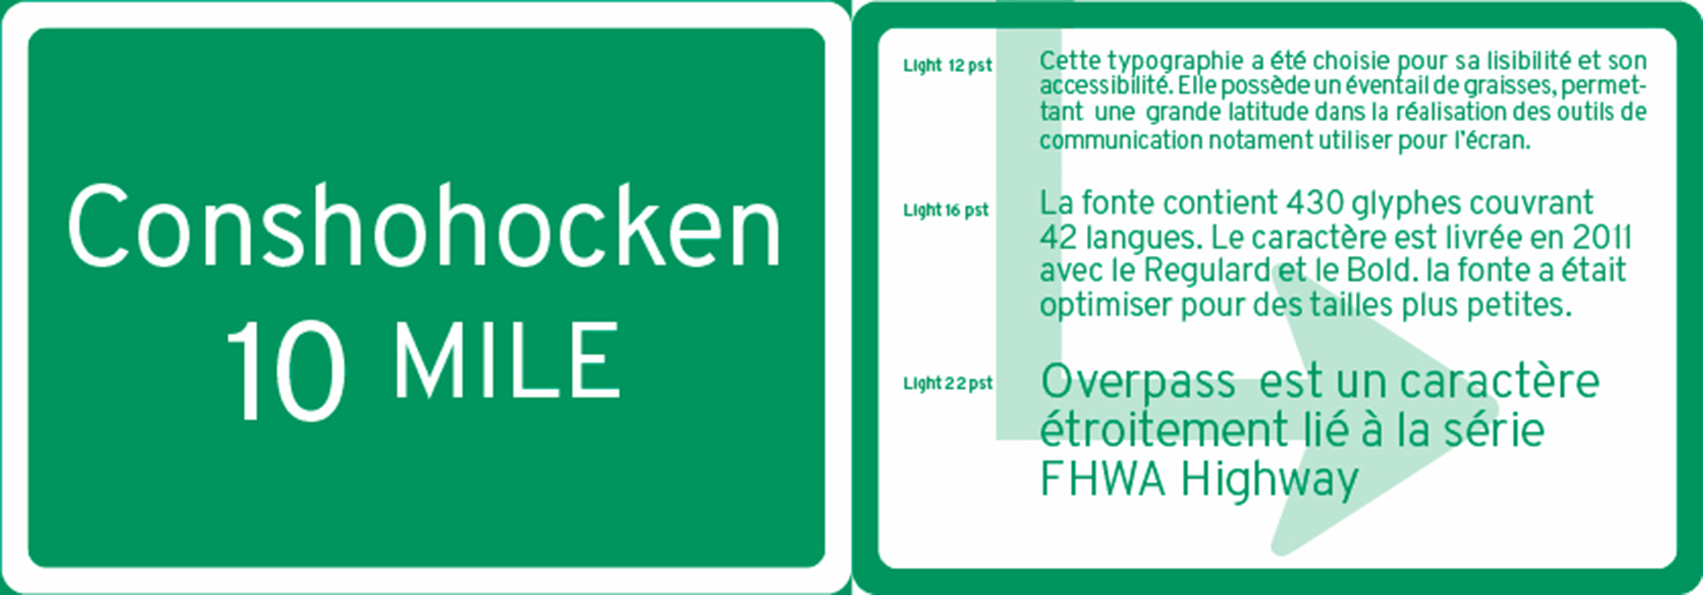 Conshohocken
10 MILE
Light 12 pst
Cette typographie a été choisie pour sa lisibilité et son
accessibilité. Elle possède un éventail de graisses, permet-
tant une grande latitude dans la réalisation des outils de
communication notament utiliser pour l'écran.
Light 16 pst
La fonte contient 430 glyphes couvrant
42 langues. Le caractère est livrée en 2011
avec le Regulard et le Bold. la fonte a était
optimiser pour des tailles plus petites.
Light 22 pst
Overpass est un caractère
étroitement lié à la série
FHWA Highway